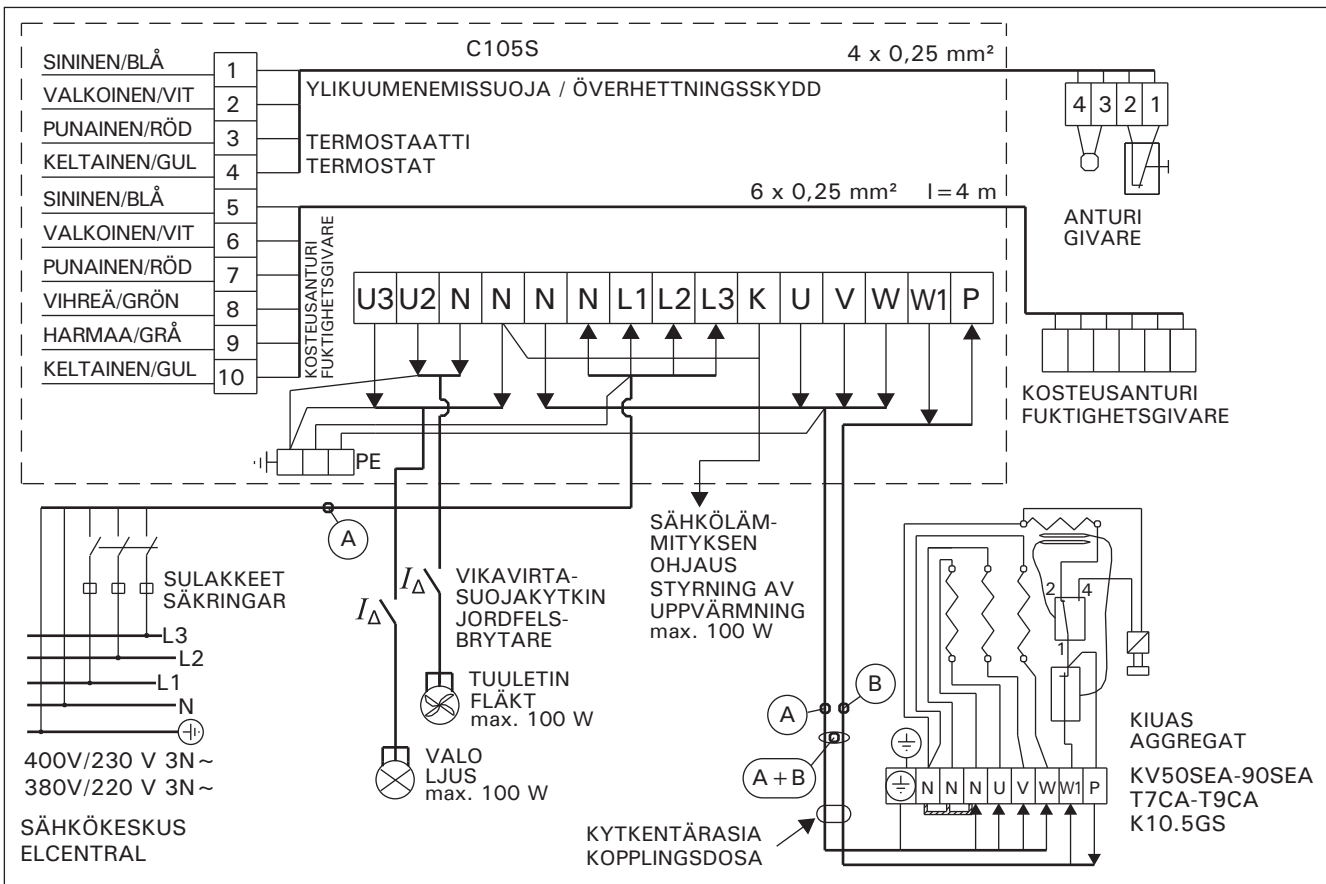 C105S
4 x 0,25 mm²
SININEN/BLÅ 1
VALKOINEN/VIT 2
PUNAINEN/RÖD 3
KELTAINEN/GUL 4
SININEN/BLÅ 5
VALKOINEN/VIT 6
PUNAINEN/RÖD 7
VIHREÄ/GRÖN 8
HARMAA/GRÅ 9
KELTAINEN/GUL 10
YLIKUUMENEMISSUOJA / ÖVERHETTNINGSSKYDD
TERMOSTAATTI
TERMOSTAT
4 3 2 1
ANTURI
GIVARE
6 x 0,25 mm² l=4 m
KOSTEUSANTURI
FUKTIGHETSGIVARE
U3 U2 N N N N L1 L2 L3 K U V W W1 P
KOSTEUSANTURI
FUKTIGHETSGIVARE
PE
A
SULAKKEET
SÄKRINGAR
L3
L2
L1
N
400V/230 V 3N~
380V/220 V 3N~
SÄHKÖKESKUS
ELCENTRAL
I∆
I∆
VIKAVIRTA-
SUOJAKYTKIN
JORDFELS-
BRYTARE
TUULETIN
FLÄKT
max. 100 W
VALO
LJUS
max. 100 W
SÄHKÖLÄM-
MITYKSEN
OHJAUS
STYRNING AV
UPPVÄRMNING
max. 100 W
A
B
A+B
KYTKENTÄRASIA
KOPPLINGSDOSA
2 4
1
N N N U V W W1 P
KIUAS
AGGREGAT
KV50SEA-90SEA
T7CA-T9CA
K10.5GS